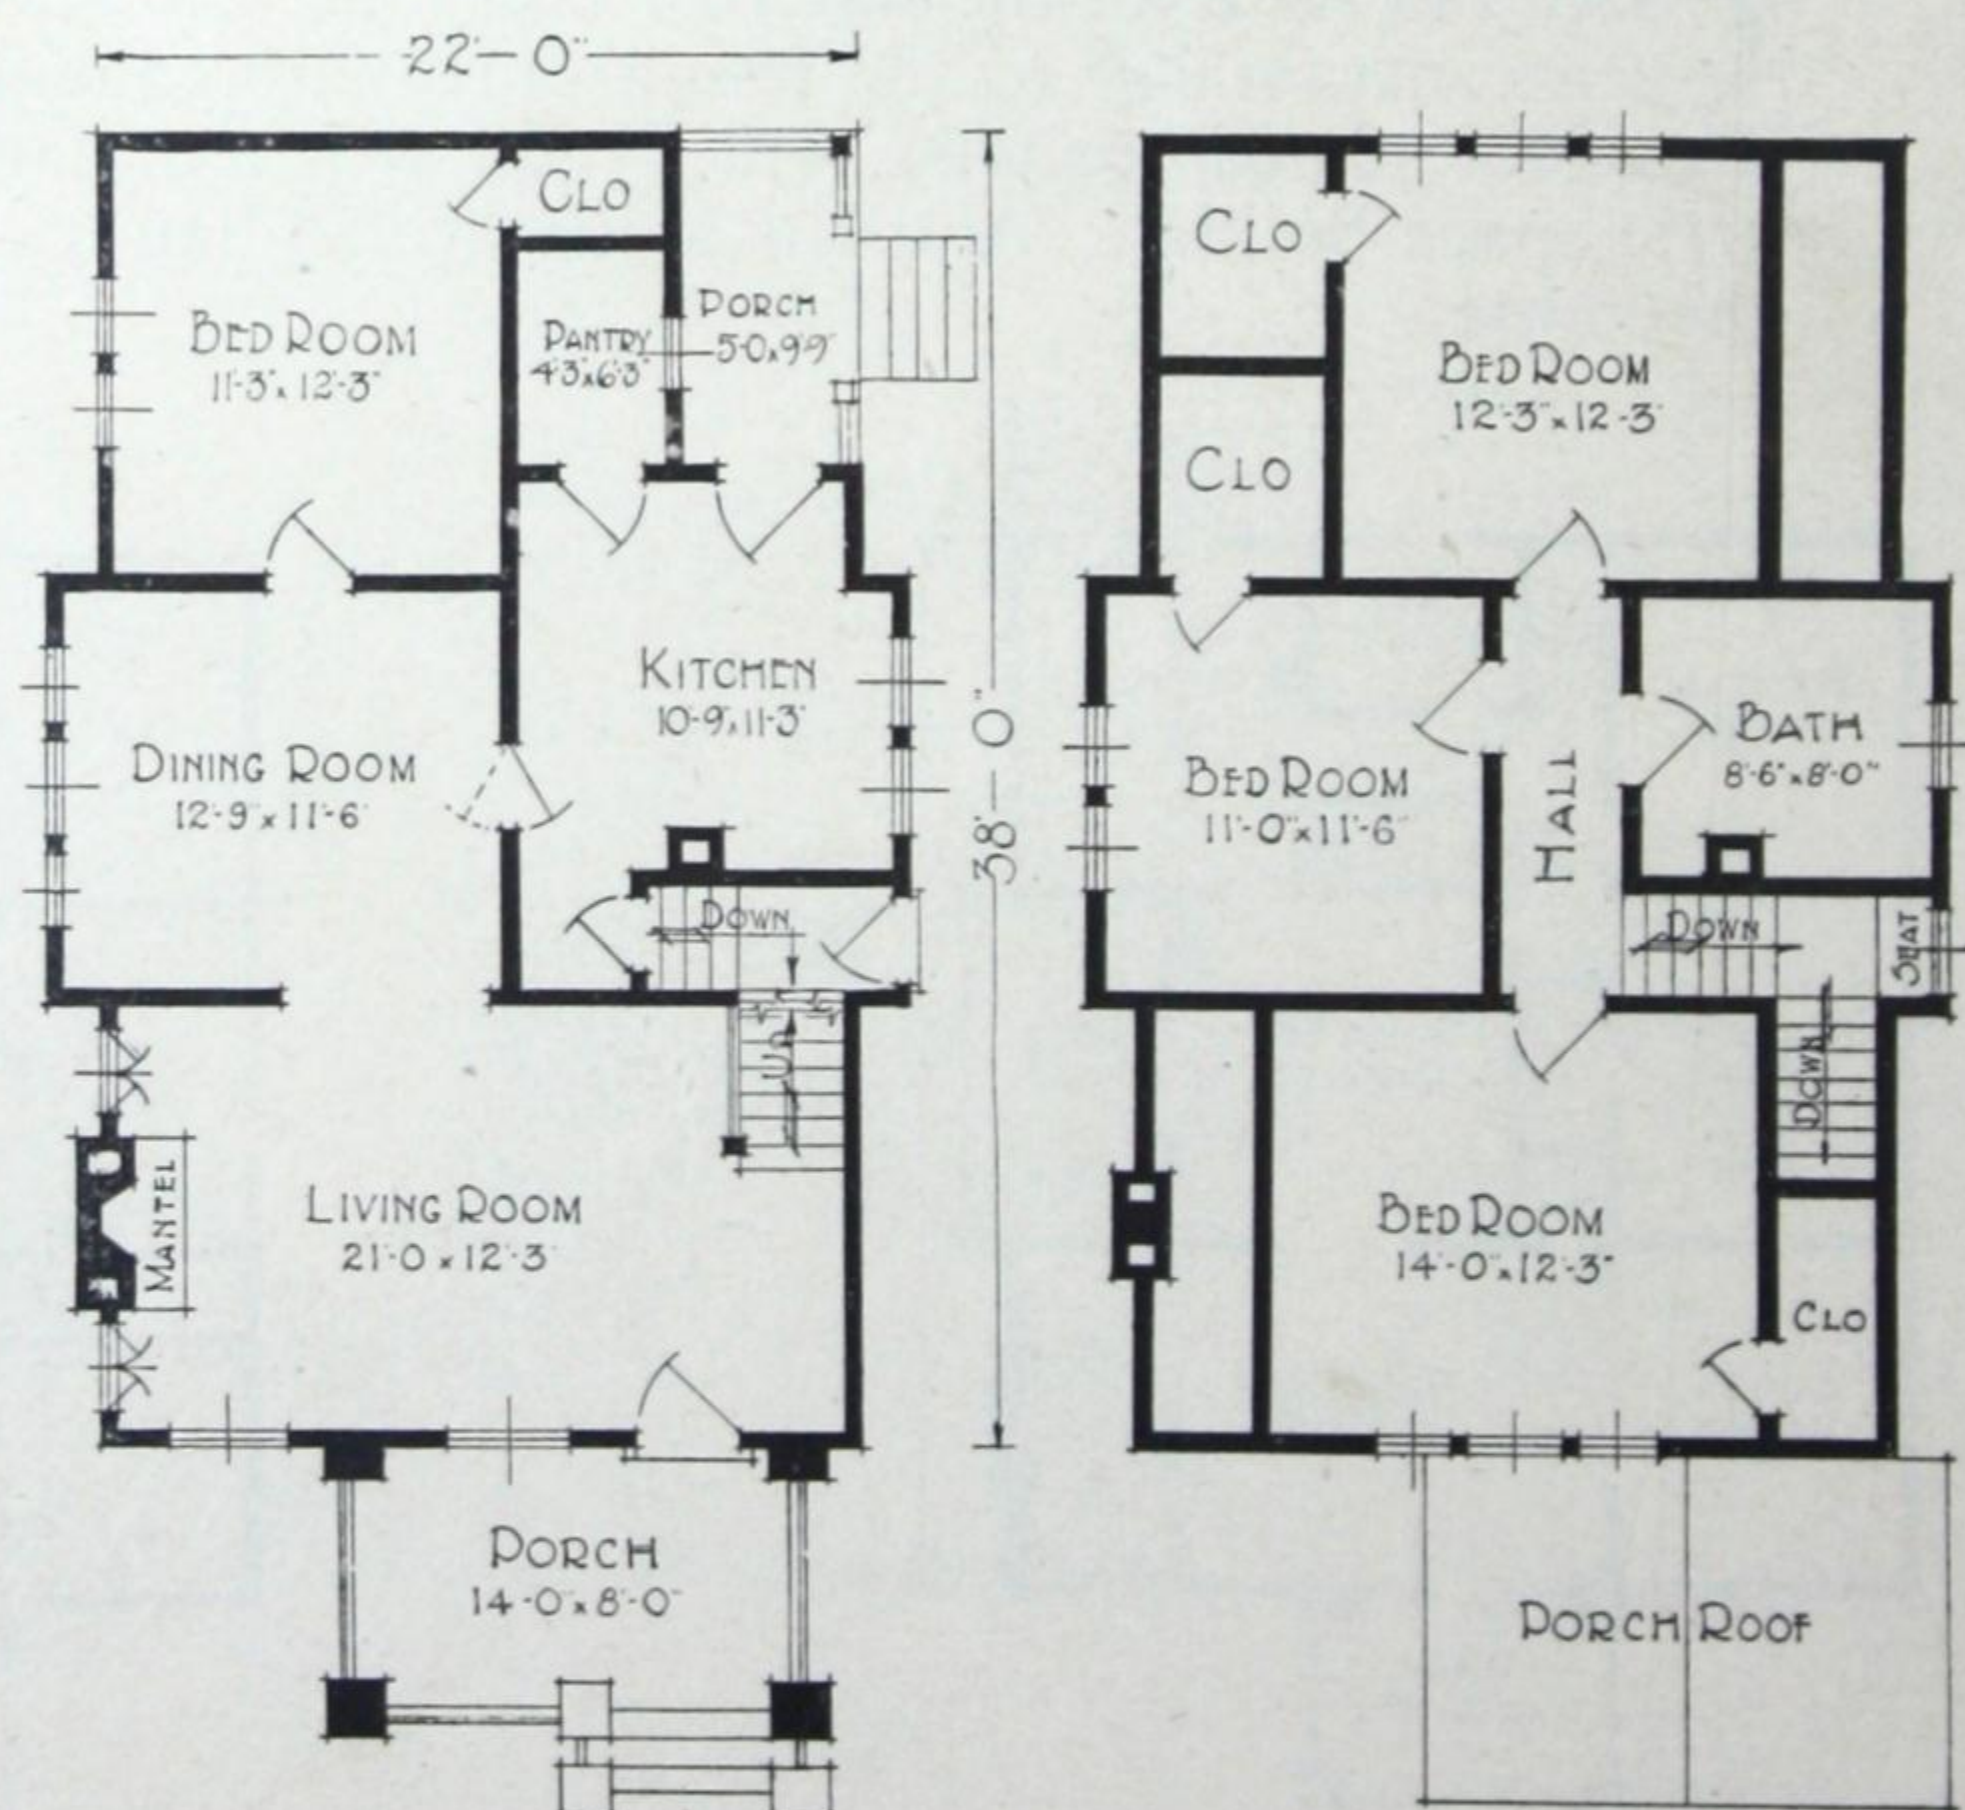 22'-0"
CLO
BED ROOM
11'-3" x 12'-3"
PANTRY
4'3" x 6'3"
PORCH
5-0 x 9'-9"
KITCHEN
10'-9" x 11'-3"
DINING ROOM
12'-9" x 11'-6"
DOWN
UP
MANTEL
LIVING ROOM
21'-0 x 12'-3"
PORCH
14'-0" x 8'-0"
38'-0"
CLO
BED ROOM
12'-3" x 12'-3"
CLO
BED ROOM
11'-0" x 11'-6"
HALL
BATH
8'-6" x 8'-0"
DOWN
SEAT
DOWN
BED ROOM
14'-0" x 12'-3"
CLO
PORCH ROOF